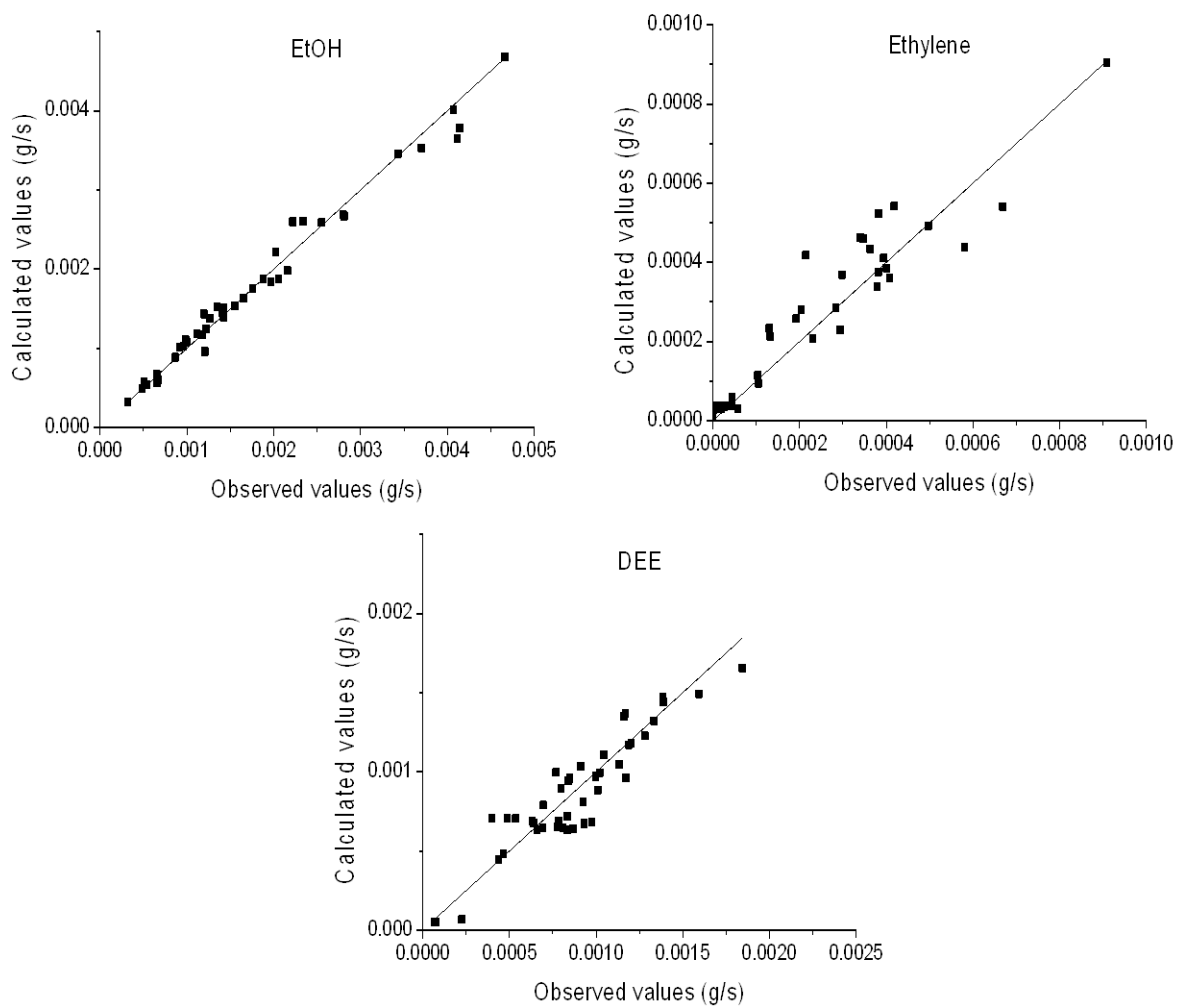 EtOH
Calculated values (g/s)
0.004
0.002
0.000
0.000 0.001 0.002 0.003 0.004 0.005
Observed values (g/s)
Ethylene
Calculated values (g/s)
0.0010
0.0008
0.0006
0.0004
0.0002
0.0000
0.0000 0.0002 0.0004 0.0006 0.0008 0.0010
Observed values (g/s)
DEE
Calculated values (g/s)
0.002
0.001
0.000
0.0000 0.0005 0.0010 0.0015 0.0020 0.0025
Observed values (g/s)